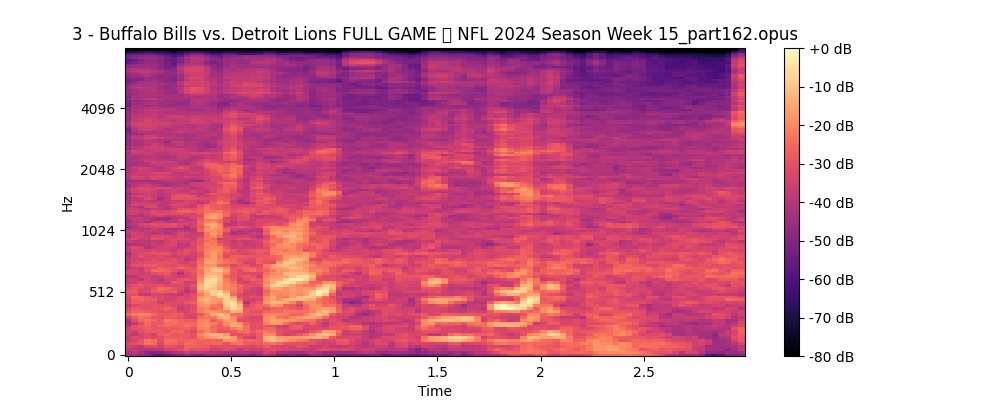 3 - Buffalo Bills vs. Detroit Lions FULL GAME ▯ NFL 2024 Season Week 15_part162.opus
+0 dB
4096
-10 dB
-20 dB
2048
-30 dB
Hz
1024
-40 dB
-50 dB
512
-60 dB
-70 dB
0
-80 dB
0 0.5 1 1.5 2 2.5
Time